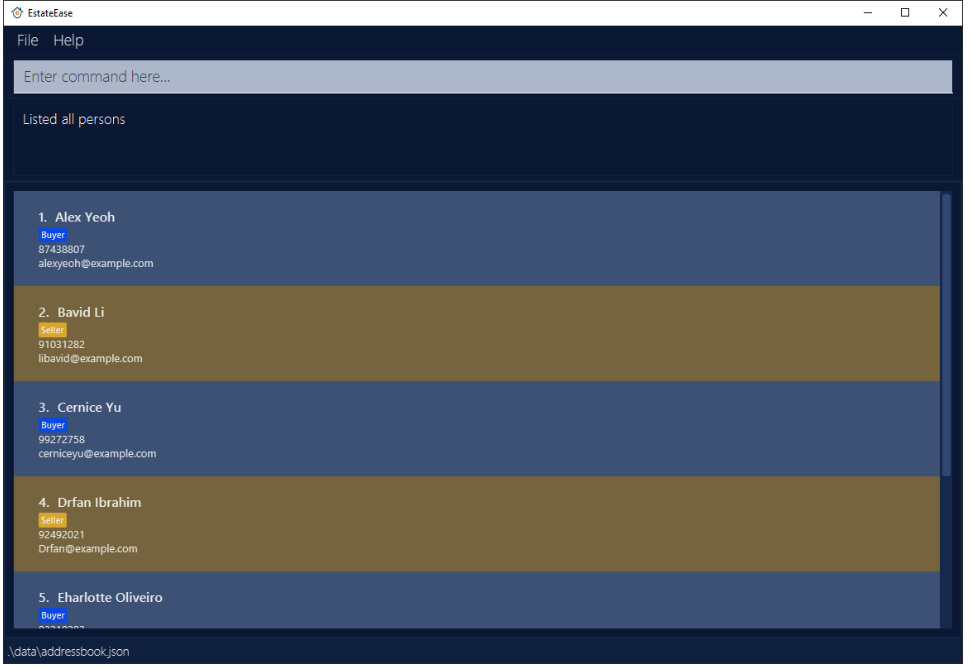 EstateEase
File Help
Enter command here...
Listed all persons
1. Alex Yeoh
Buyer
87438807
alexyeoh@example.com
2. Bavid Li
Seller
91031282
libavid@example.com
3. Cernice Yu
Buyer
99272758
cerniceyu@example.com
4. Drfan Ibrahim
Seller
92492021
Drfan@example.com
5. Eharlotte Oliveiro
Buyer
.\data\addressbook.json